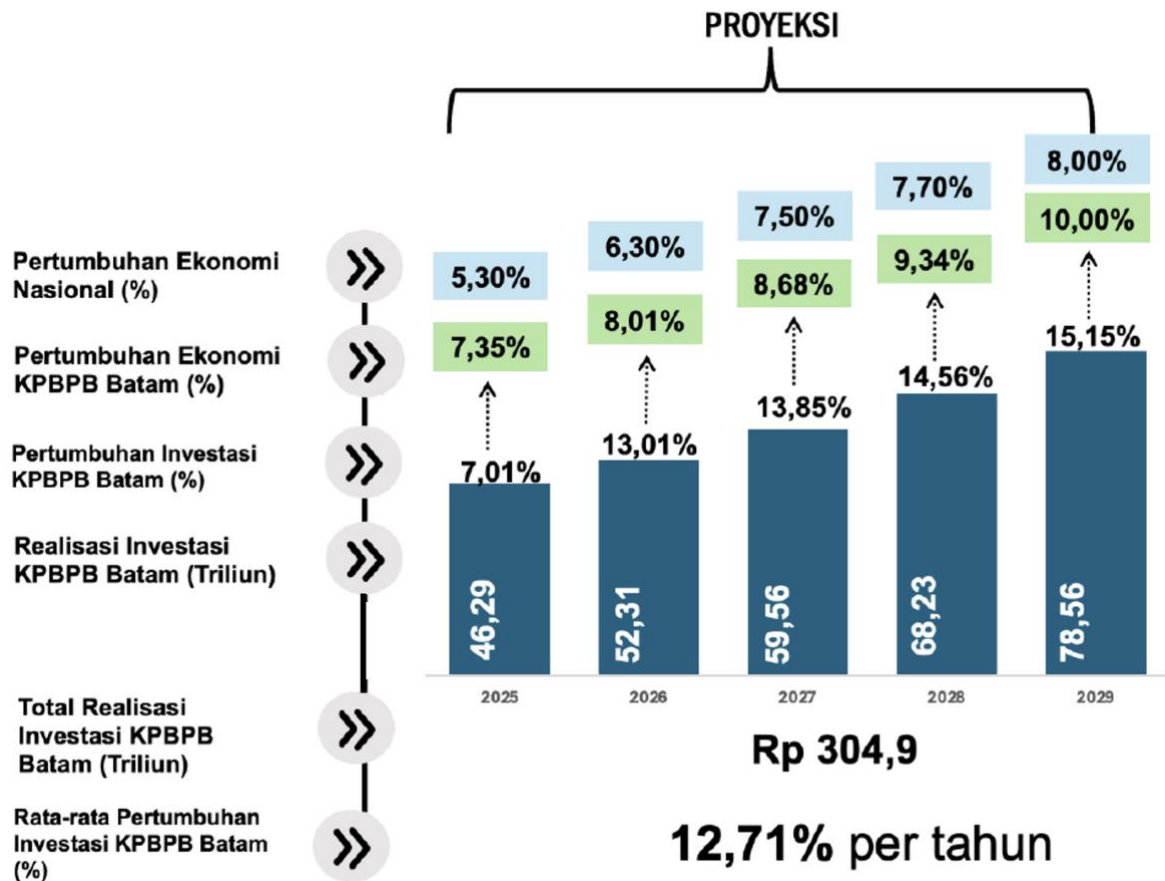 PROYEKSI
8,00%
7,70%
7,50%
6,30%
5,30%
10,00%
9,34%
8,68%
8,01%
7,35%
Pertumbuhan Ekonomi
Nasional (%)
Pertumbuhan Ekonomi
KPBPB Batam (%)
Pertumbuhan Investasi
KPBPB Batam (%)
Realisasi Investasi
KPBPB Batam (Triliun)
7,01%
13,01%
13,85%
14,56%
15,15%
46,29
52,31
59,56
68,23
78,56
2025
2026
2027
2028
2029
Total Realisasi
Investasi KPBPB
Batam (Triliun)
Rp 304,9
Rata-rata Pertumbuhan
Investasi KPBPB Batam
(%)
12,71% per tahun